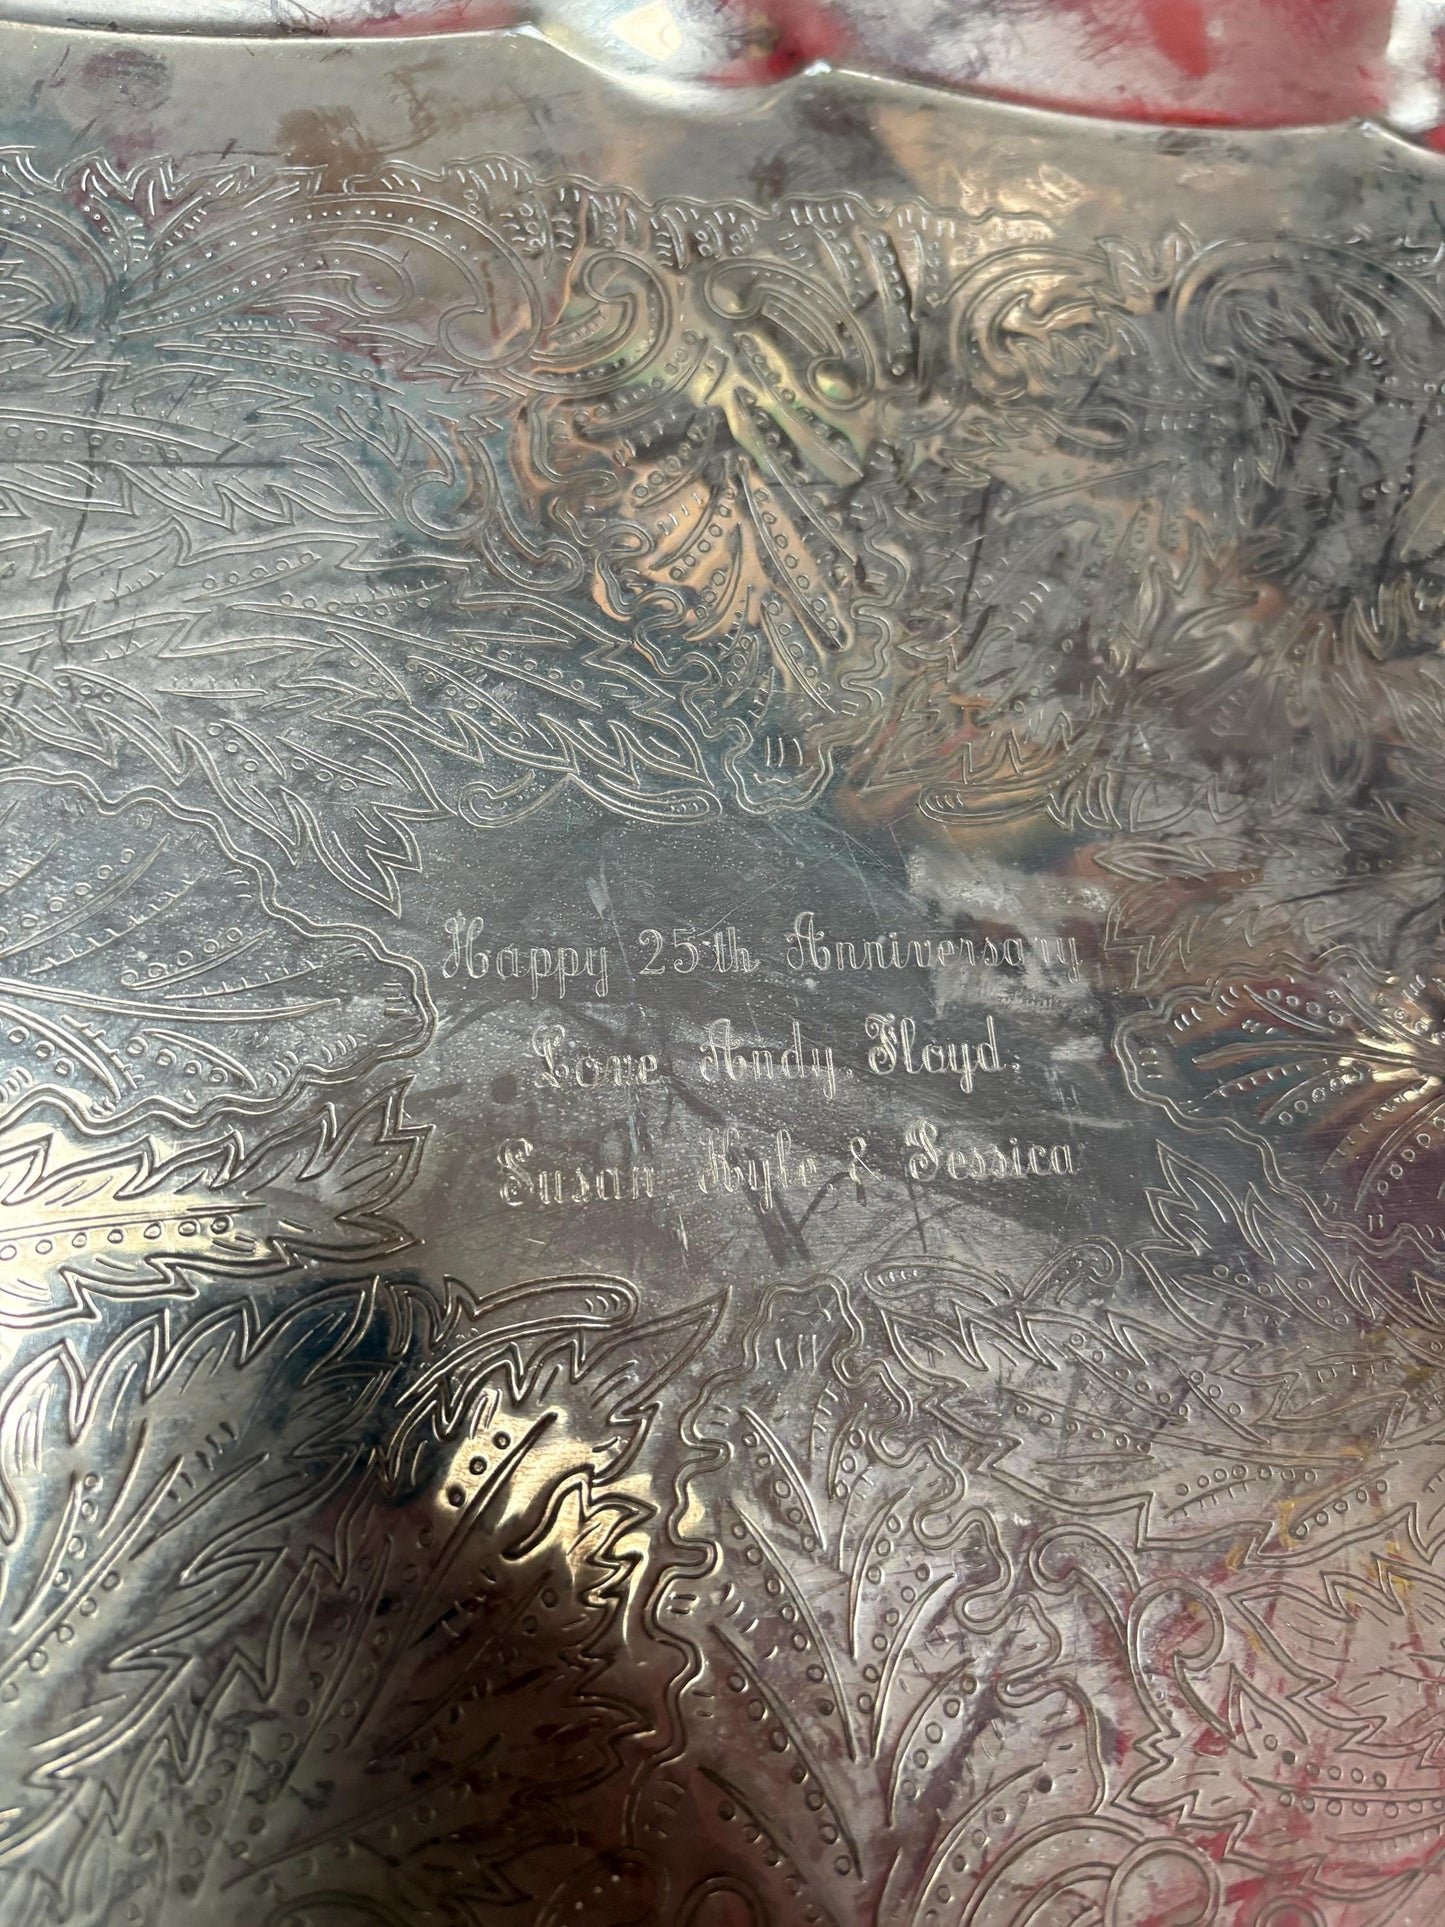 Happy 25th Anniversary
Love, Andy, Floyd,
Susan, Kyle, & Jessica